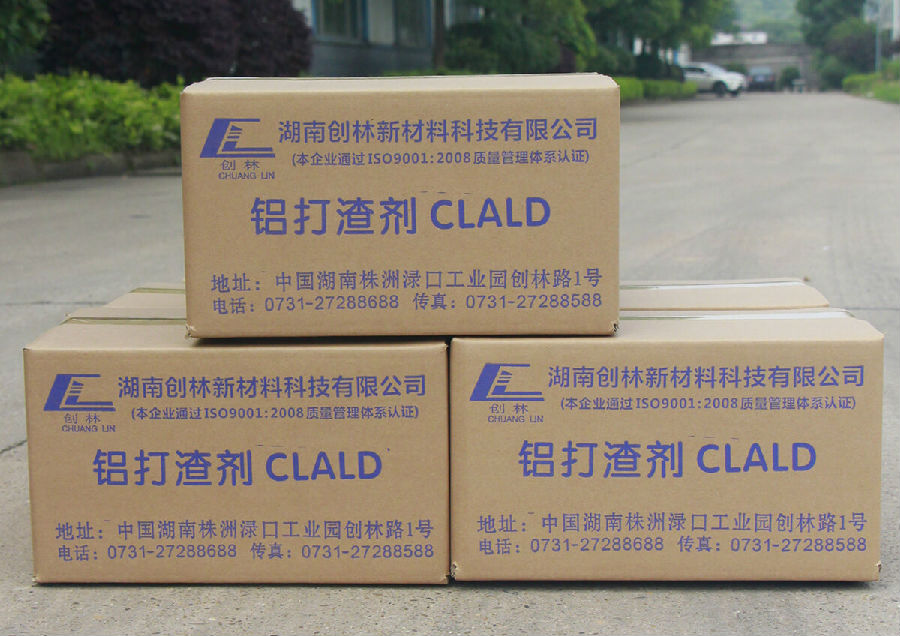 湖南创林新材料科技有限公司
(本企业通过ISO9001:2008质量管理体系认证)
创林
CHUANG LIN
铝打渣剂 CLALD
地址：中国湖南株洲渌口工业园创林路1号
电话：0731-27288688 传真：0731-27288588
湖南创林新材料科技有限公司
(本企业通过ISO9001:2008质量管理体系认证)
创林
CHUANG LIN
铝打渣剂 CLALD
地址：中国湖南株洲渌口工业园创林路1号
电话：0731-27288688 传真：0731-27288588
湖南创林新材料科技有限公司
(本企业通过ISO9001:2008质量管理体系认证)
创林
CHUANG LIN
铝打渣剂 CLALD
地址：中国湖南株洲渌口工业园创林路1号
电话：0731-27288688 传真：0731-27288588